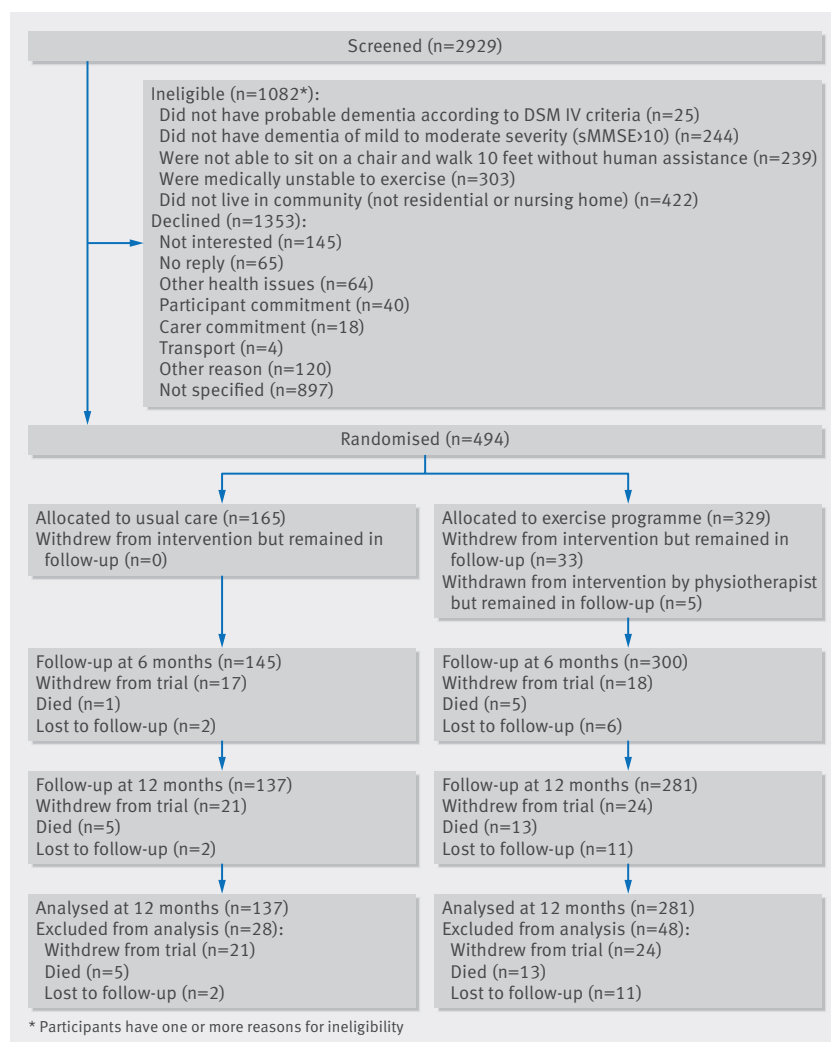 Screened (n=2929)
Ineligible (n=1082*):
Did not have probable dementia according to DSM IV criteria (n=25)
Did not have dementia of mild to moderate severity (sMMSE>10) (n=244)
Were not able to sit on a chair and walk 10 feet without human assistance (n=239)
Were medically unstable to exercise (n=303)
Did not live in community (not residential or nursing home) (n=422)
Declined (n=1353):
Not interested (n=145)
No reply (n=65)
Other health issues (n=64)
Participant commitment (n=40)
Carer commitment (n=18)
Transport (n=4)
Other reason (n=120)
Not specified (n=897)
Randomised (n=494)
Allocated to usual care (n=165)
Withdrew from intervention but remained in
follow-up (n=0)
Allocated to exercise programme (n=329)
Withdrew from intervention but remained in
follow-up (n=33)
Withdrawn from intervention by physiotherapist
but remained in follow-up (n=5)
Follow-up at 6 months (n=145)
Withdrew from trial (n=17)
Died (n=1)
Lost to follow-up (n=2)
Follow-up at 6 months (n=300)
Withdrew from trial (n=18)
Died (n=5)
Lost to follow-up (n=6)
Follow-up at 12 months (n=137)
Withdrew from trial (n=21)
Died (n=5)
Lost to follow-up (n=2)
Follow-up at 12 months (n=281)
Withdrew from trial (n=24)
Died (n=13)
Lost to follow-up (n=11)
Analysed at 12 months (n=137)
Excluded from analysis (n=28):
Withdrew from trial (n=21)
Died (n=5)
Lost to follow-up (n=2)
Analysed at 12 months (n=281)
Excluded from analysis (n=48):
Withdrew from trial (n=24)
Died (n=13)
Lost to follow-up (n=11)
* Participants have one or more reasons for ineligibility